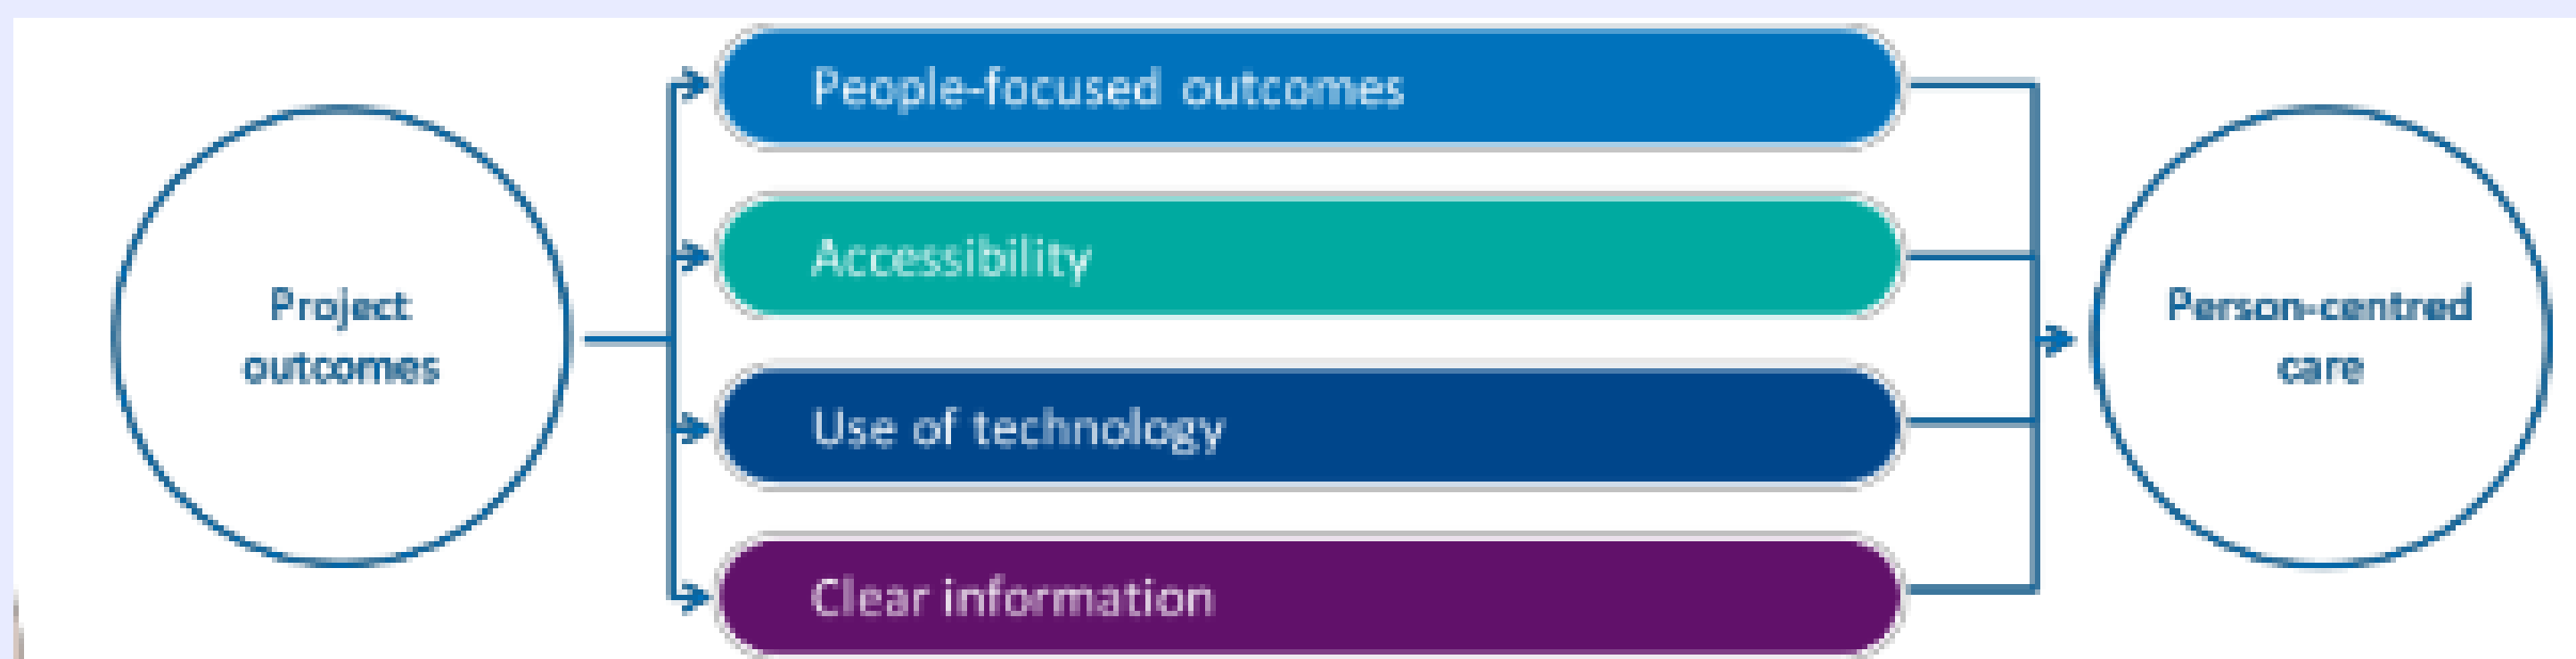 Project
outcomes
People-focused outcomes
Accessibility
Use of technology
Clear information
Person-centred
care